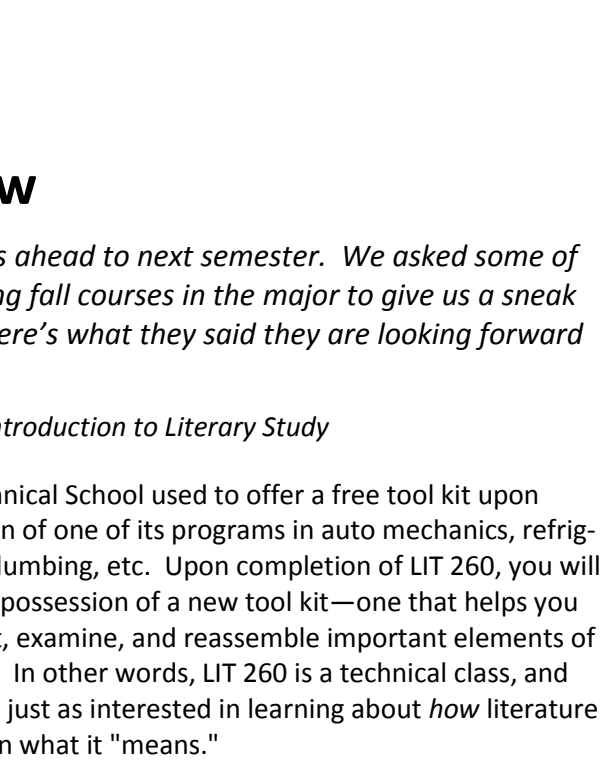 w
s ahead to next semester.  We asked some of
ng fall courses in the major to give us a sneak
ere’s what they said they are looking forward
ntroduction to Literary Study
nnical School used to offer a free tool kit upon
n of one of its programs in auto mechanics, refrig-
lumbing, etc.  Upon completion of LIT 260, you will
possession of a new tool kit—one that helps you
t, examine, and reassemble important elements of
In other words, LIT 260 is a technical class, and
just as interested in learning about how literature
n what it "means."